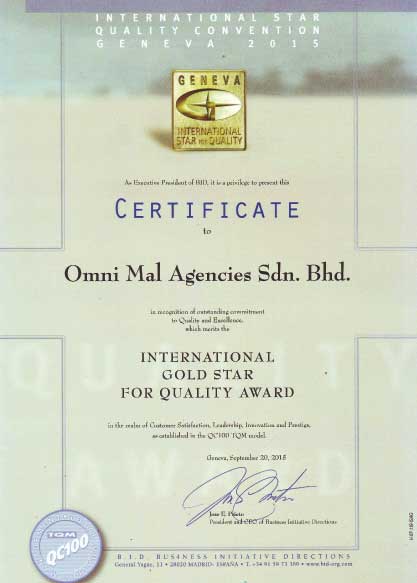 INTERNATIONAL STAR
QUALITY CONVENTION
GENEVA 2015
GENEVA
INTERNATIONAL
STAR FOR QUALITY
As Executive President of BID, it is a privilege to present this
CERTIFICATE
to
Omni Mal Agencies Sdn. Bhd.
in recognition of outstanding commitment
to Quality and Excellence,
which merits the
INTERNATIONAL
GOLD STAR
FOR QUALITY AWARD
QUALITY
AWARD
in the realm of Customer Satisfaction, Leadership, Innovation and Prestige,
as established in the QC100 TQM model.
Geneva, September 20, 2015
Jose E. Prieto
President and CEO of Business Initiative Directions
TQM
QC100
B.I.D. BUSINESS INITIATIVE DIRECTIONS